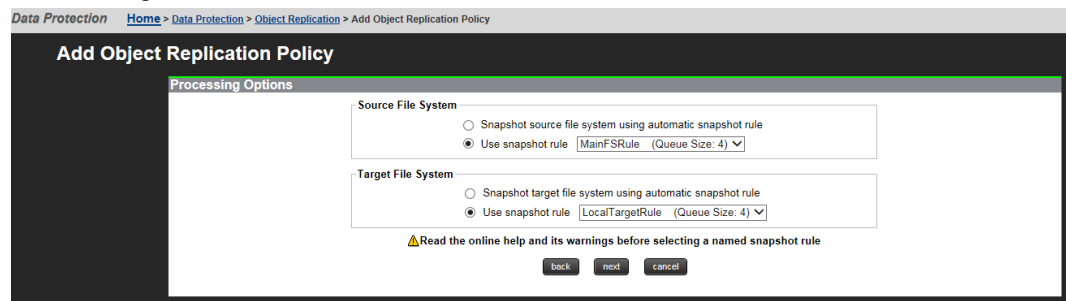 Data Protection Home > Data Protection > Object Replication > Add Object Replication Policy
Add Object Replication Policy
Processing Options
Source File System
Snapshot source file system using automatic snapshot rule
Use snapshot rule MainFSRule (Queue Size: 4)
Target File System
Snapshot target file system using automatic snapshot rule
Use snapshot rule LocalTargetRule (Queue Size: 4)
Read the online help and its warnings before selecting a named snapshot rule
back next cancel